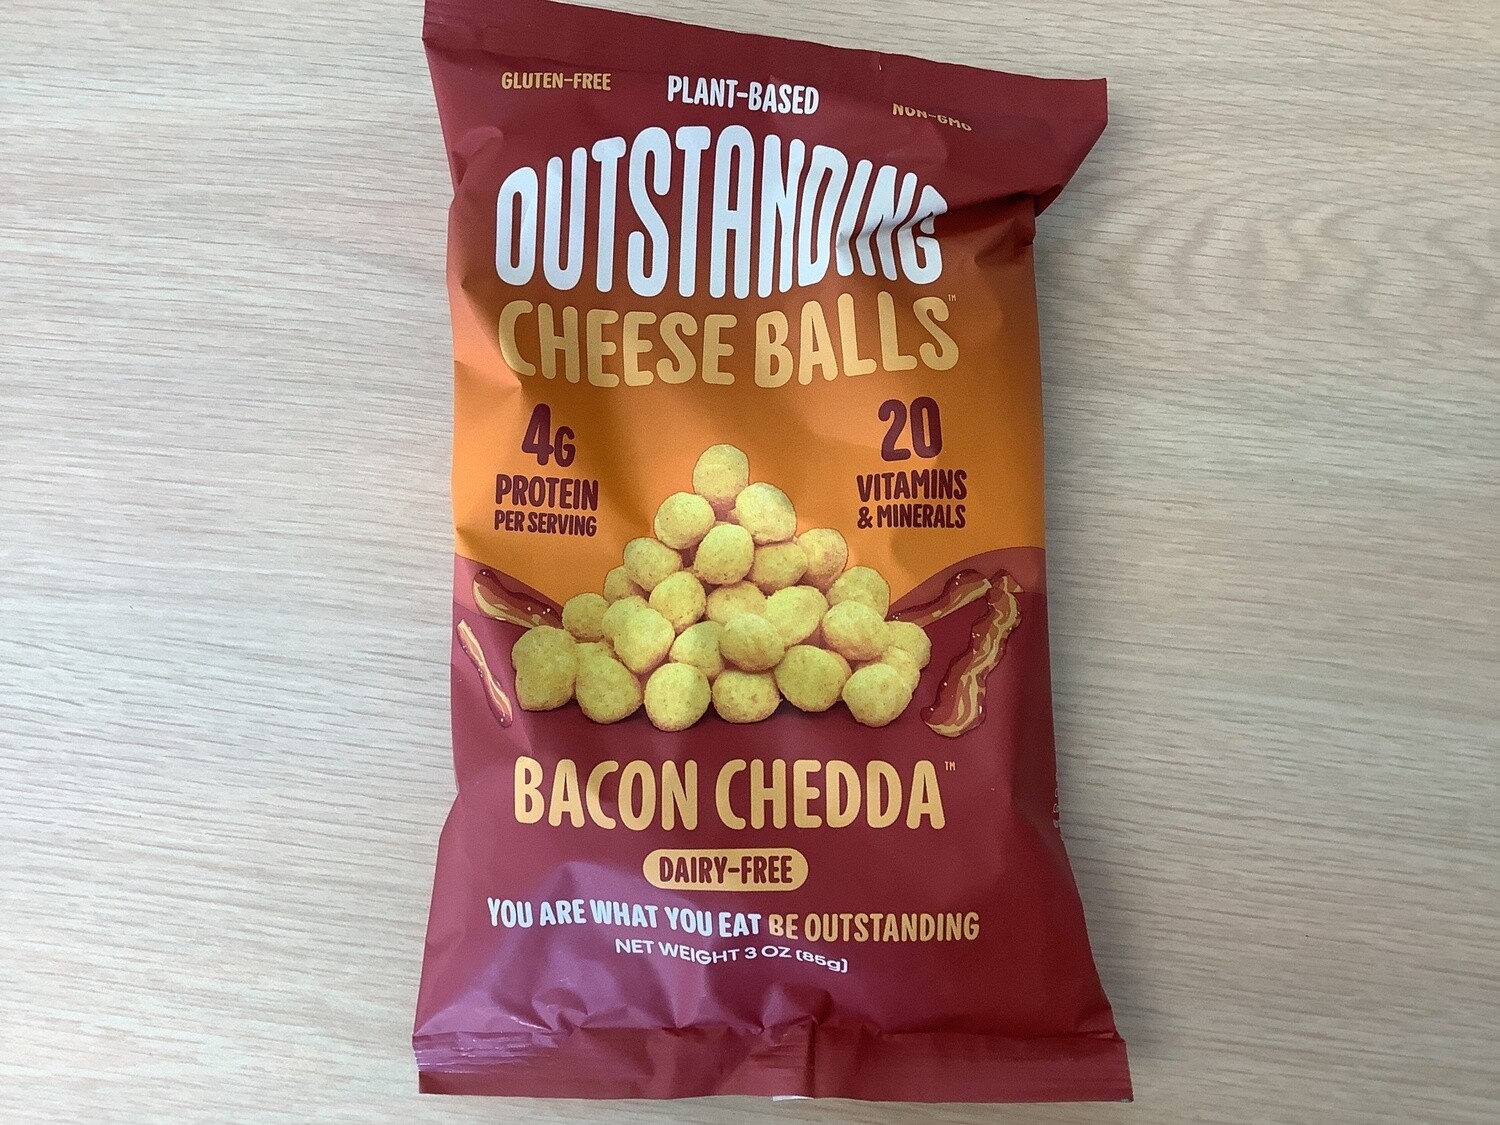 GLUTEN-FREE
PLANT-BASED
NON-GMO
OUTSTANDING
CHEESE BALLS™
4G
PROTEIN
PER SERVING
20
VITAMINS
& MINERALS
BACON CHEDDA™
DAIRY-FREE
YOU ARE WHAT YOU EAT BE OUTSTANDING
NET WEIGHT 3 OZ (85g)